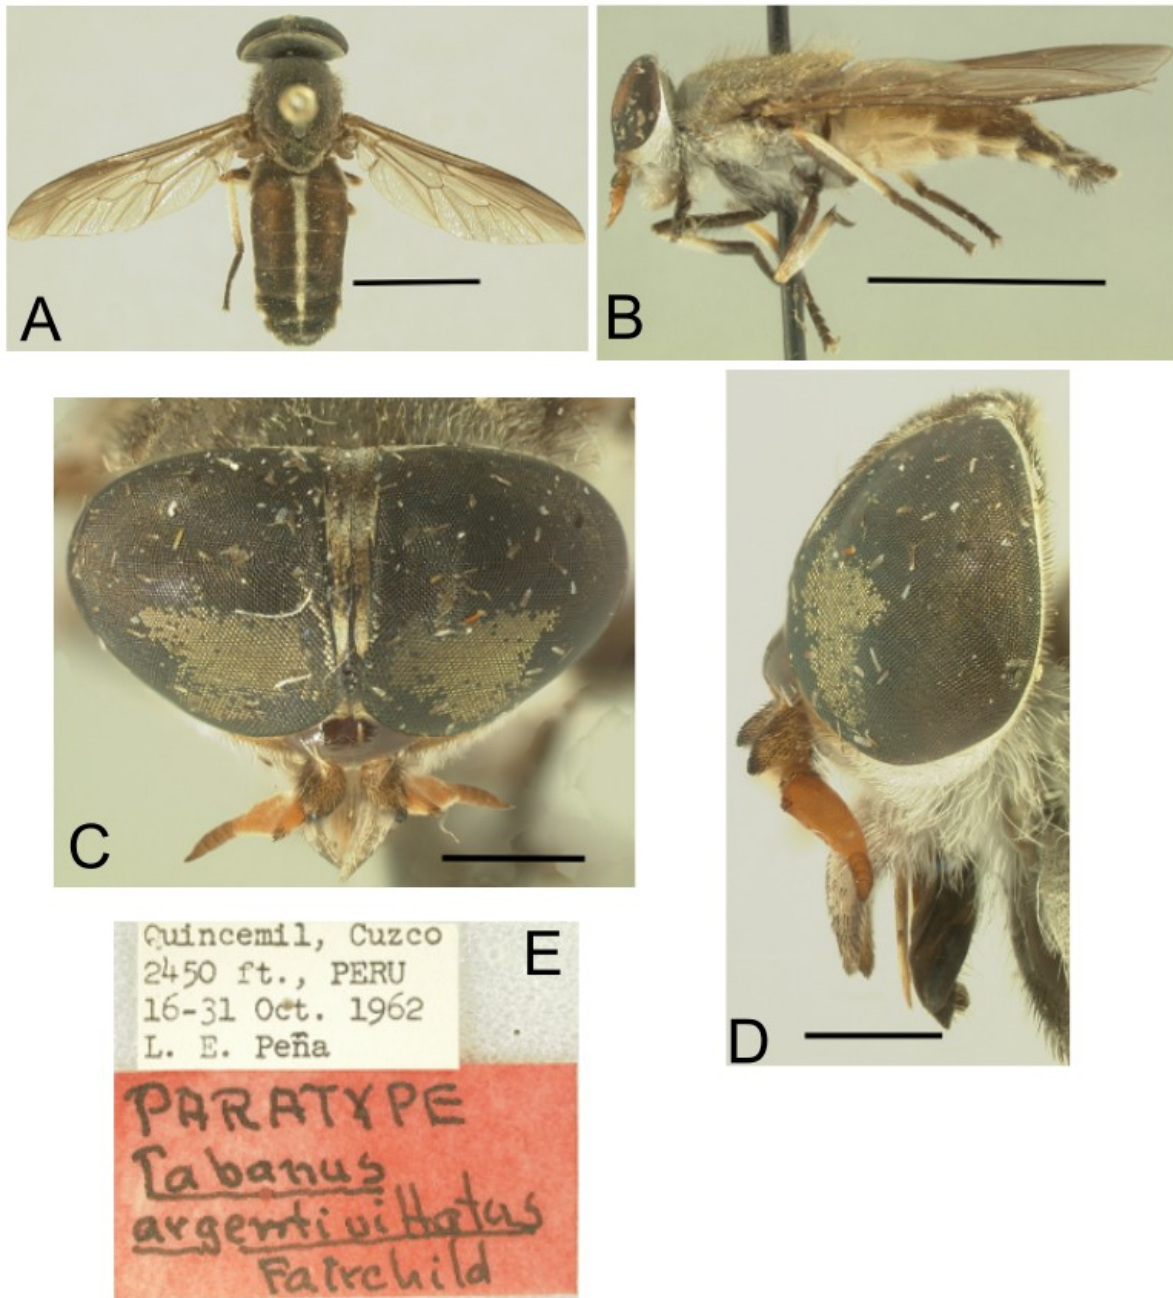 A
B
C
D
E
Quincemil, Cuzco
2450 ft., PERU
16-31 Oct. 1962
L. E. Peña
PARATYPE
Tabanus
argentivittatus
Fairchild